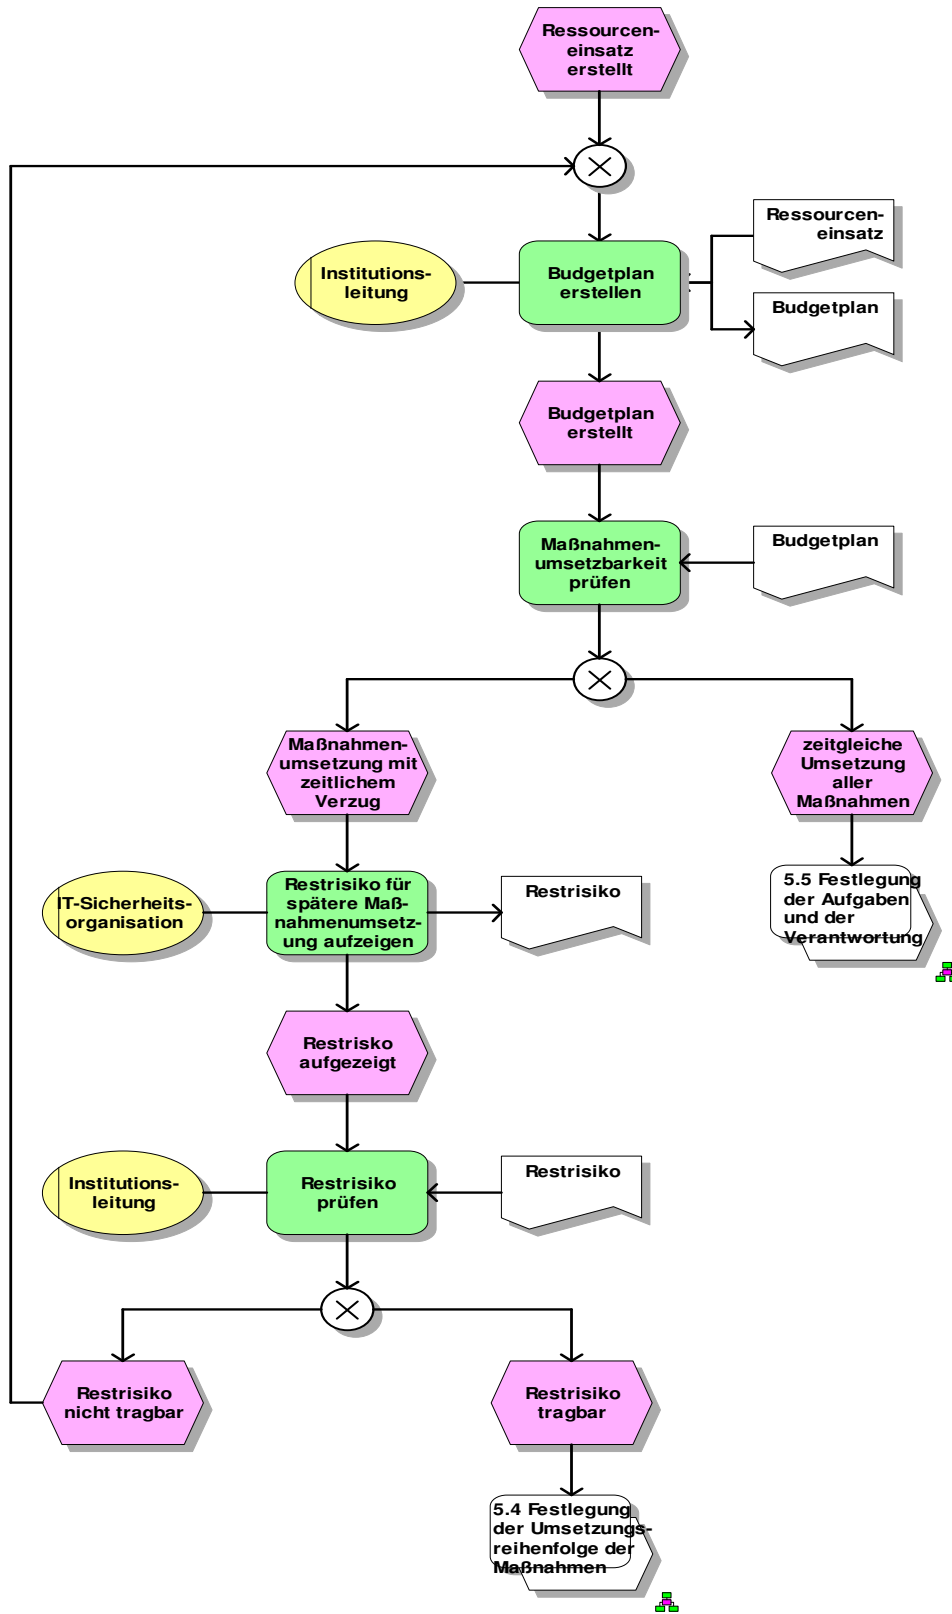 Ressourcen-
einsatz
erstellt
Ressourcen-
einsatz
Institutions-
leitung
Budgetplan
erstellen
Budgetplan
Budgetplan
erstellt
Maßnahmen-
umsetzbarkeit
prüfen
Budgetplan
Maßnahmen-
umsetzung mit
zeitlichem
Verzug
zeitgleiche
Umsetzung
aller
Maßnahmen
IT-Sicherheits-
organisation
Restrisiko für
spätere Maß-
nahmenumsetz-
ung aufzeigen
Restrisiko
5.5 Festlegung
der Aufgaben
und der
Verantwortung
Restrisko
aufgezeigt
Institutions-
leitung
Restrisiko
prüfen
Restrisiko
Restrisiko
nicht tragbar
Restrisiko
tragbar
5.4 Festlegung
der Umsetzungs-
reihenfolge der
Maßnahmen